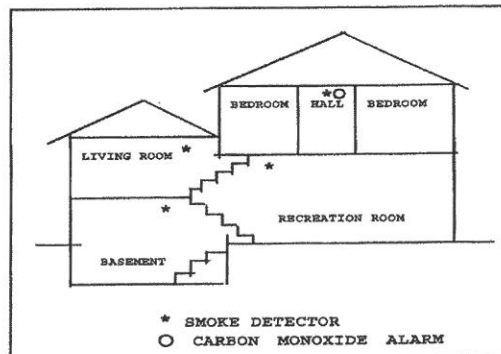 BEDROOM HALL BEDROOM
LIVING ROOM
RECREATION ROOM
BASEMENT
* SMOKE DETECTOR
O CARBON MONOXIDE ALARM